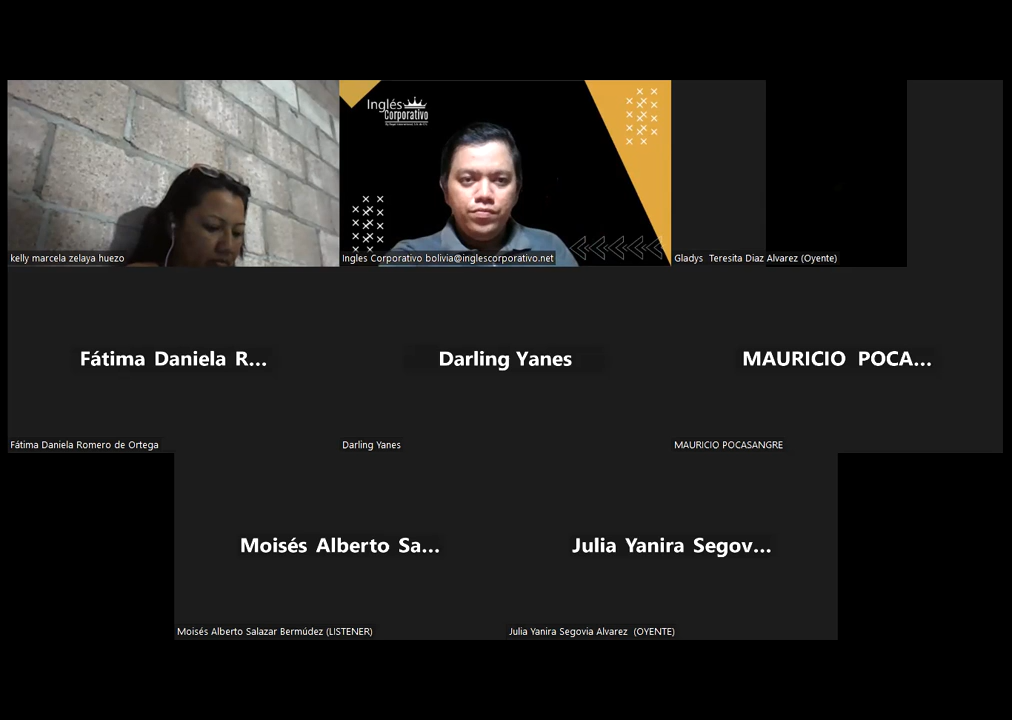 Inglés
Corporativo
kelly marcela zelaya huezo
Ingles Corporativo bolivia@inglescorporativo.net
Gladys Teresita Diaz Alvarez (Oyente)
Fátima Daniela R...
Darling Yanes
MAURICIO POCA...
Fátima Daniela Romero de Ortega
Darling Yanes
MAURICIO POCASANGRE
Moisés Alberto Sa...
Julia Yanira Segov...
Moisés Alberto Salazar Bermúdez (LISTENER)
Julia Yanira Segovia Alvarez (OYENTE)